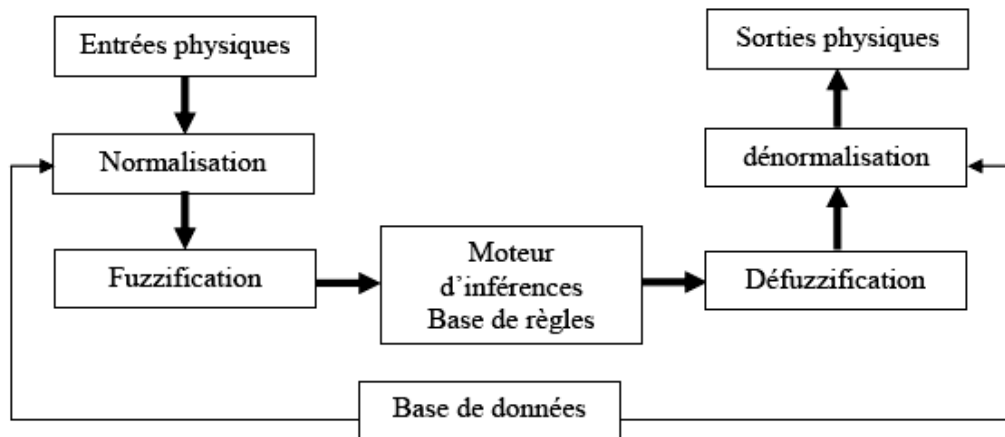 Entrées physiques
Sorties physiques
Normalisation
dénormalisation
Fuzzification
Moteur
d’inférences
Base de règles
Défuzzification
Base de données